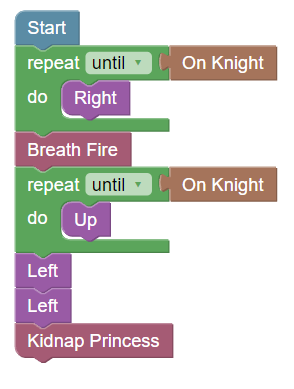 Start
repeat until On Knight
do Right
Breath Fire
repeat until On Knight
do Up
Left
Left
Kidnap Princess